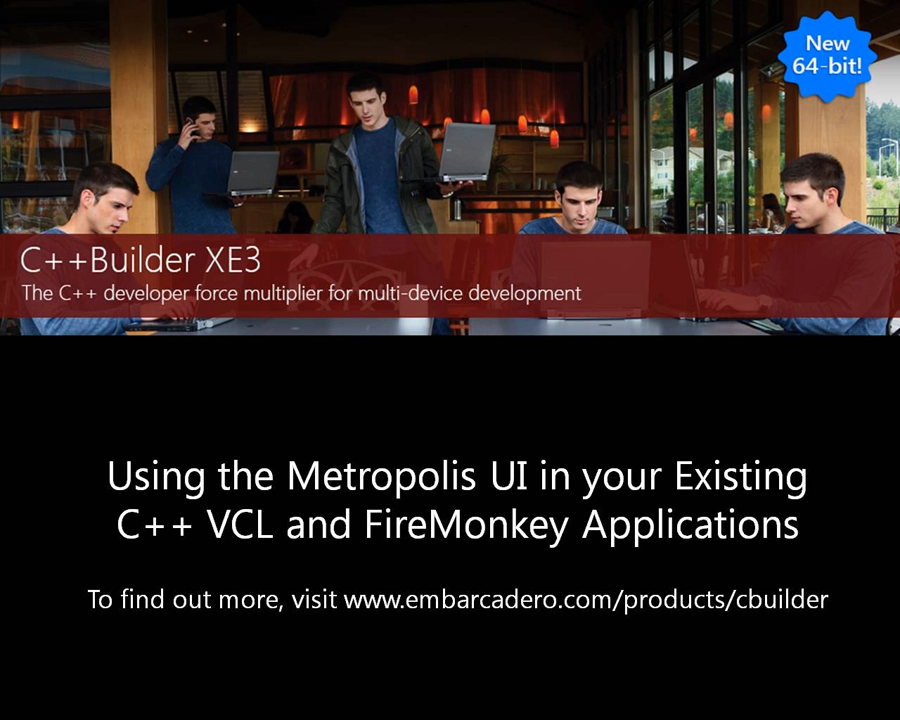 New
64-bit!
C++Builder XE3
The C++ developer force multiplier for multi-device development
Using the Metropolis UI in your Existing
C++ VCL and FireMonkey Applications
To find out more, visit www.embarcadero.com/products/cbuilder